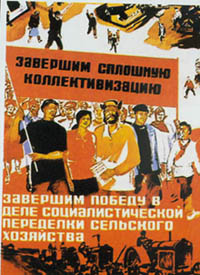 ЗАВЕРШИМ СПЛОШНУЮ
КОЛЛЕКТИВИЗАЦИЮ
ЗАВЕРШИМ ПОБЕДУ В
ДЕЛЕ СОЦИАЛИСТИЧЕСКОЙ
ПЕРЕДЕЛКИ СЕЛЬСКОГО
ХОЗЯЙСТВА